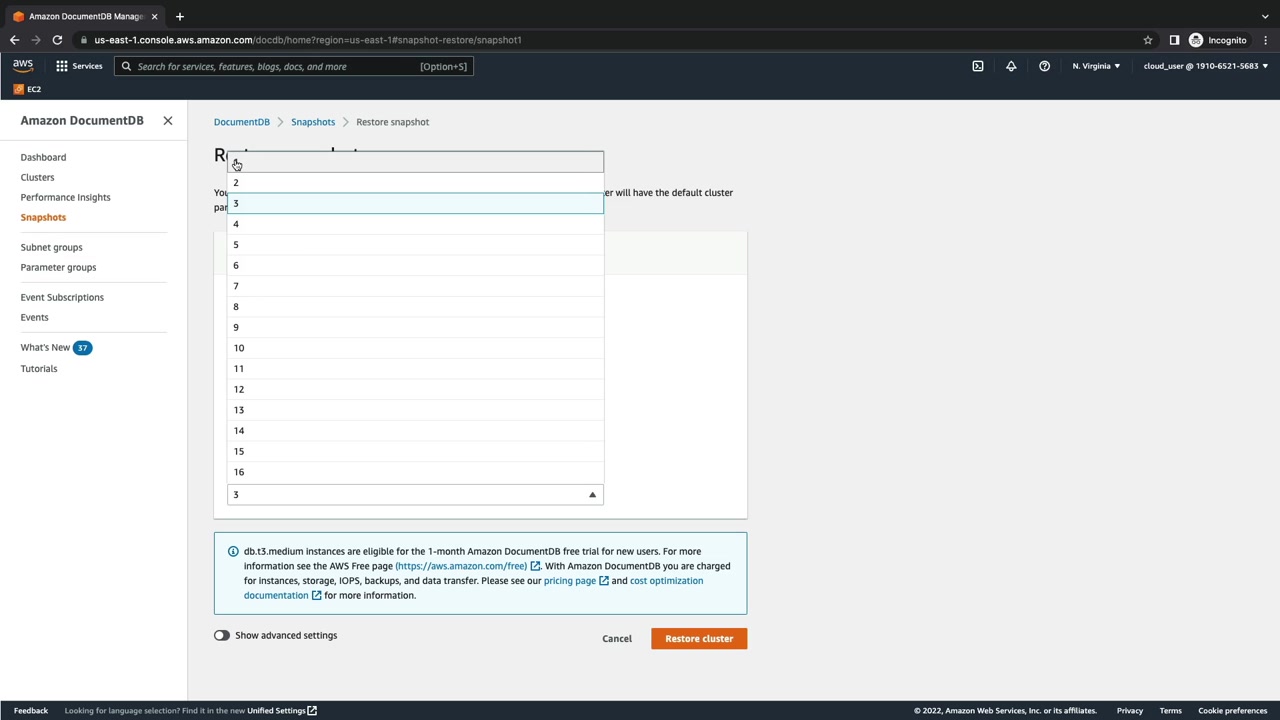 Amazon DocumentDB Manage
us-east-1.console.aws.amazon.com/docdb/home?region=us-east-1#snapshot-restore/snapshot1
Incognito
aws
Services
Search for services, features, blogs, docs, and more
[Option+S]
N. Virginia
cloud_user @ 1910-6521-5683
EC2
Amazon DocumentDB
Dashboard
Clusters
Performance Insights
Snapshots
Subnet groups
Parameter groups
Event Subscriptions
Events
What's New 37
Tutorials
DocumentDB
Snapshots
Restore snapshot
er will have the default cluster
2
3
4
5
6
7
8
9
10
11
12
13
14
15
16
3
db.t3.medium instances are eligible for the 1-month Amazon DocumentDB free trial for new users. For more
information see the AWS Free page (https://aws.amazon.com/free). With Amazon DocumentDB you are charged
for instances, storage, IOPS, backups, and data transfer. Please see our pricing page and cost optimization
documentation for more information.
Show advanced settings
Cancel
Restore cluster
Feedback
Looking for language selection? Find it in the new Unified Settings
© 2022, Amazon Web Services, Inc. or its affiliates.
Privacy
Terms
Cookie preferences